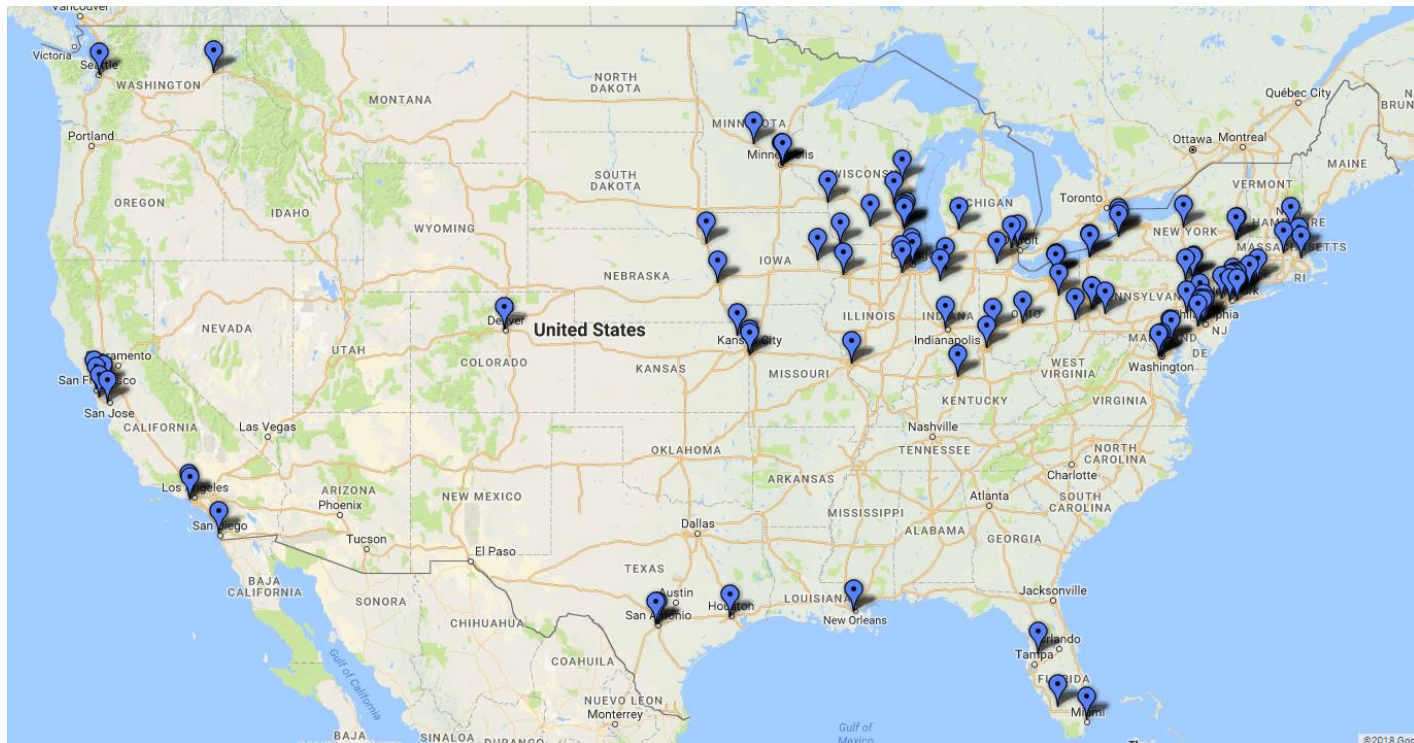 Vancouver
Victoria
Seattle
WASHINGTON
NORTH
DAKOTA
MONTANA
MINNESOTA
Québec City
Portland
Minneapolis
Ottawa
Montreal
MAINE
SOUTH
DAKOTA
WISCONSIN
VERMONT
OREGON
IDAHO
Toronto
WYOMING
NEW YORK
MASSACHUSETTS
IOWA
NEBRASKA
RI
ILLINOIS
INDIANA
OHIO
Denver
United States
NEVADA
UTAH
COLORADO
Kansas City
Indianapolis
Philadelphia
NJ
DE
San Francisco
KANSAS
MISSOURI
WEST
VIRGINIA
Washington
San Jose
CALIFORNIA
KENTUCKY
VIRGINIA
Las Vegas
Nashville
OKLAHOMA
TENNESSEE
NORTH
CAROLINA
Charlotte
Los Angeles
ARIZONA
Phoenix
NEW MEXICO
ARKANSAS
Atlanta
SOUTH
CAROLINA
San Diego
MISSISSIPPI
Dallas
ALABAMA
GEORGIA
Tucson
El Paso
TEXAS
BAJA
CALIFORNIA
SONORA
Austin
LOUISIANA
Jacksonville
San Antonio
Houston
New Orleans
CHIHUAHUA
Orlando
Tampa
COAHUILA
FLORIDA
Gulf of
California
NUEVO LEON
Monterrey
Miami
BAJA
SINALOA
DURANGO
Gulf of
Mexico
©2018 Goo